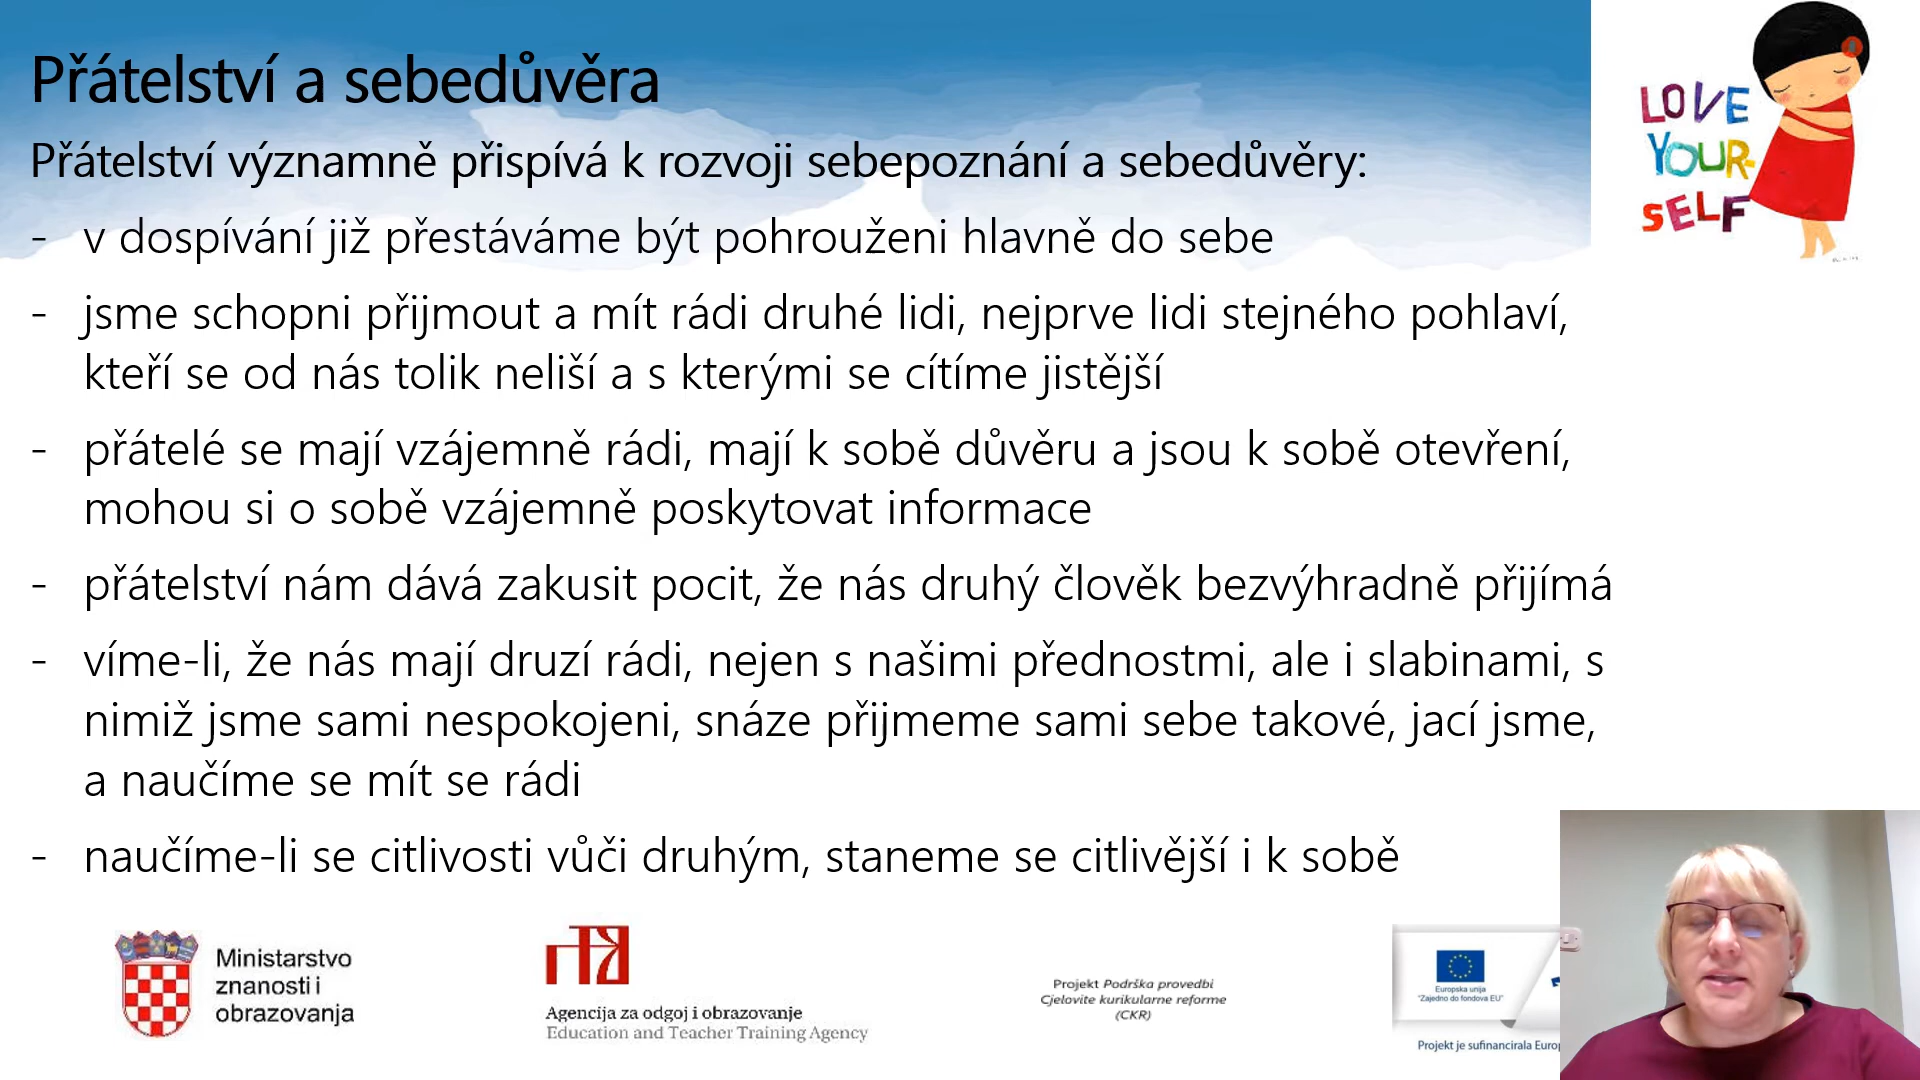 Přátelství a sebedůvěra
LOVE
YOUR-
SELF
Přátelství významně přispívá k rozvoji sebepoznání a sebedůvěry:
- v dospívání již přestáváme být pohrouženi hlavně do sebe
- jsme schopni přijmout a mít rádi druhé lidi, nejprve lidi stejného pohlaví,
kteří se od nás tolik neliší a s kterými se cítíme jistější
- přátelé se mají vzájemně rádi, mají k sobě důvěru a jsou k sobě otevření,
mohou si o sobě vzájemně poskytovat informace
- přátelství nám dává zakusit pocit, že nás druhý člověk bezvýhradně přijímá
- víme-li, že nás mají druzí rádi, nejen s našimi přednostmi, ale i slabinami, s
nimiž jsme sami nespokojeni, snáze přijmeme sami sebe takové, jací jsme,
a naučíme se mít se rádi
- naučíme-li se citlivosti vůči druhým, staneme se citlivější i k sobě
Ministarstvo
znanosti i
obrazovanja
Agencija za odgoj i obrazovanje
Education and Teacher Training Agency
Projekt Podrška provedbi
Cjelovite kurikularne reforme
(CKR)
Europska unija
"Zajedno do fondova EU"
Projekt je sufinancirala Europ